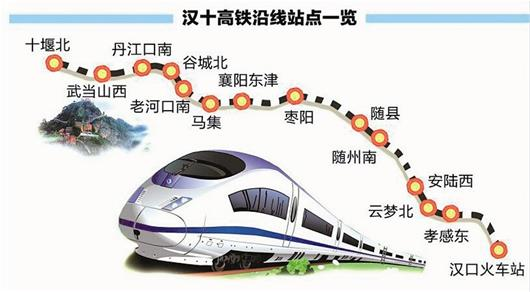 汉十高铁沿线站点一览
十堰北
武当山西
丹江口南
谷城北
老河口南
马集
襄阳东津
枣阳
随县
随州南
安陆西
云梦北
孝感东
汉口火车站